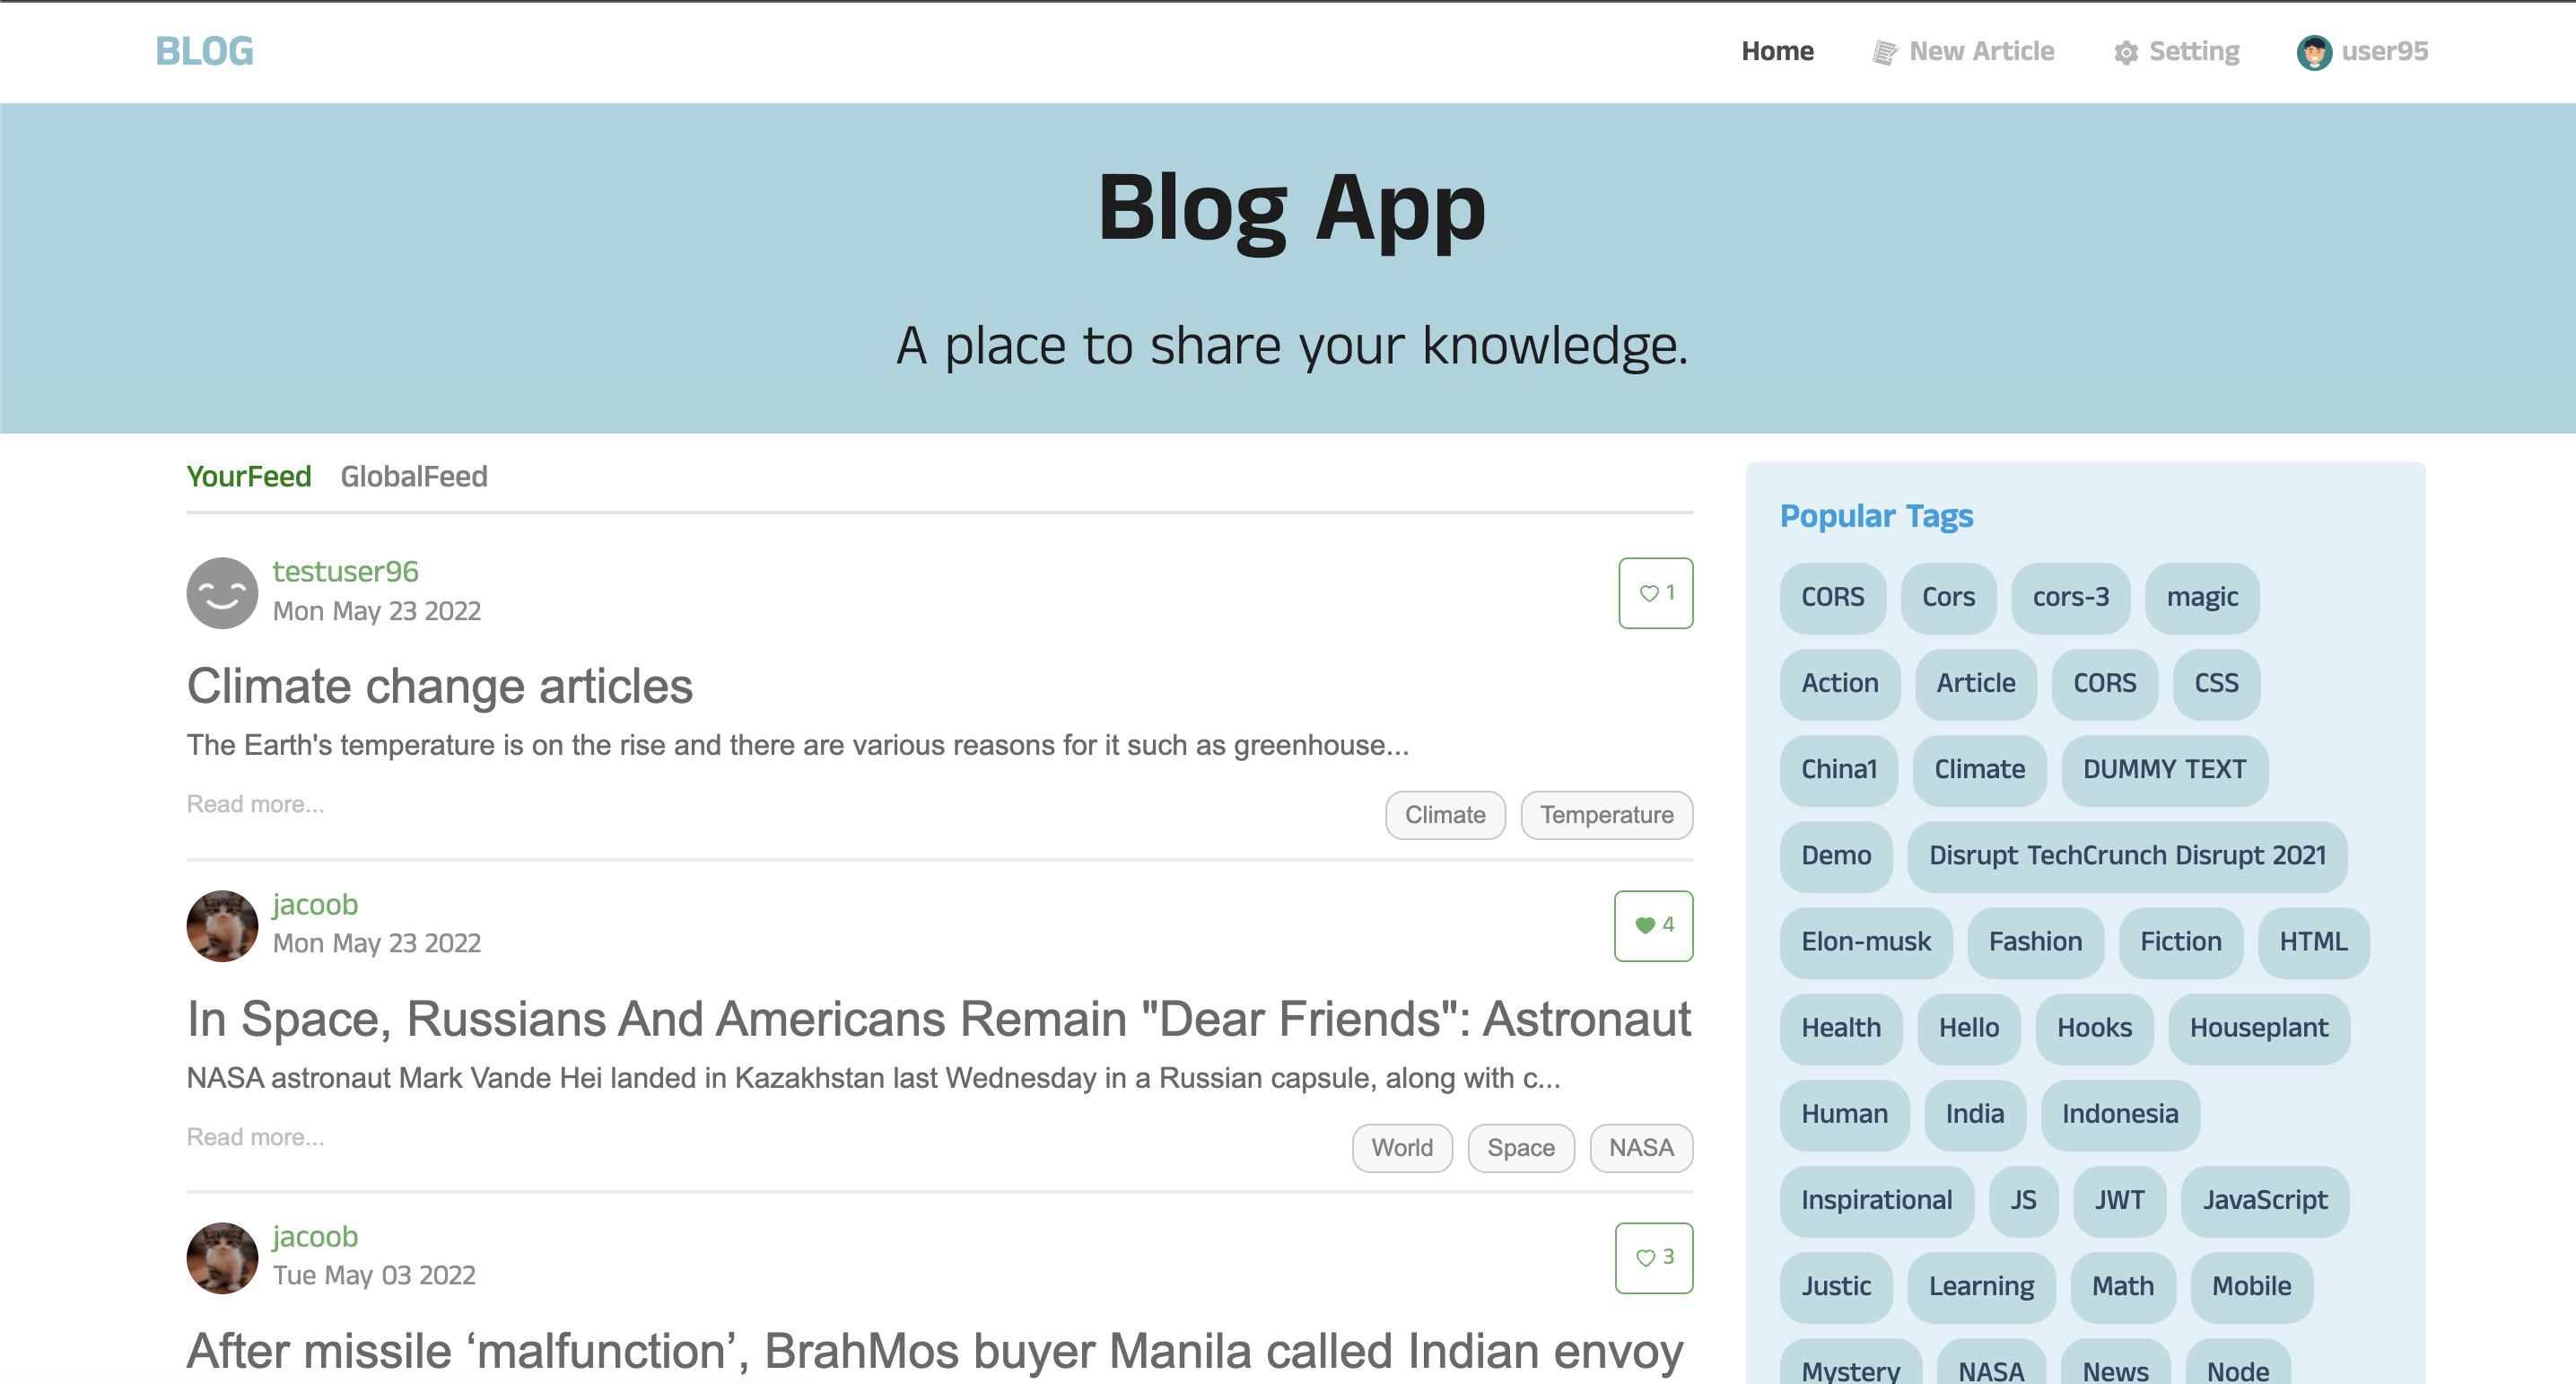 BLOG
Home New Article Setting user95
Blog App
A place to share your knowledge.
YourFeed GlobalFeed
testuser96
Mon May 23 2022
1
Climate change articles
The Earth's temperature is on the rise and there are various reasons for it such as greenhouse...
Read more...
Climate Temperature
jacoob
Mon May 23 2022
4
In Space, Russians And Americans Remain "Dear Friends": Astronaut
NASA astronaut Mark Vande Hei landed in Kazakhstan last Wednesday in a Russian capsule, along with c...
Read more...
World Space NASA
jacoob
Tue May 03 2022
3
After missile ‘malfunction’, BrahMos buyer Manila called Indian envoy
Popular Tags
CORS Cors cors-3 magic
Action Article CORS CSS
China1 Climate DUMMY TEXT
Demo Disrupt TechCrunch Disrupt 2021
Elon-musk Fashion Fiction HTML
Health Hello Hooks Houseplant
Human India Indonesia
Inspirational JS JWT JavaScript
Justic Learning Math Mobile
Mystery NASA News Node